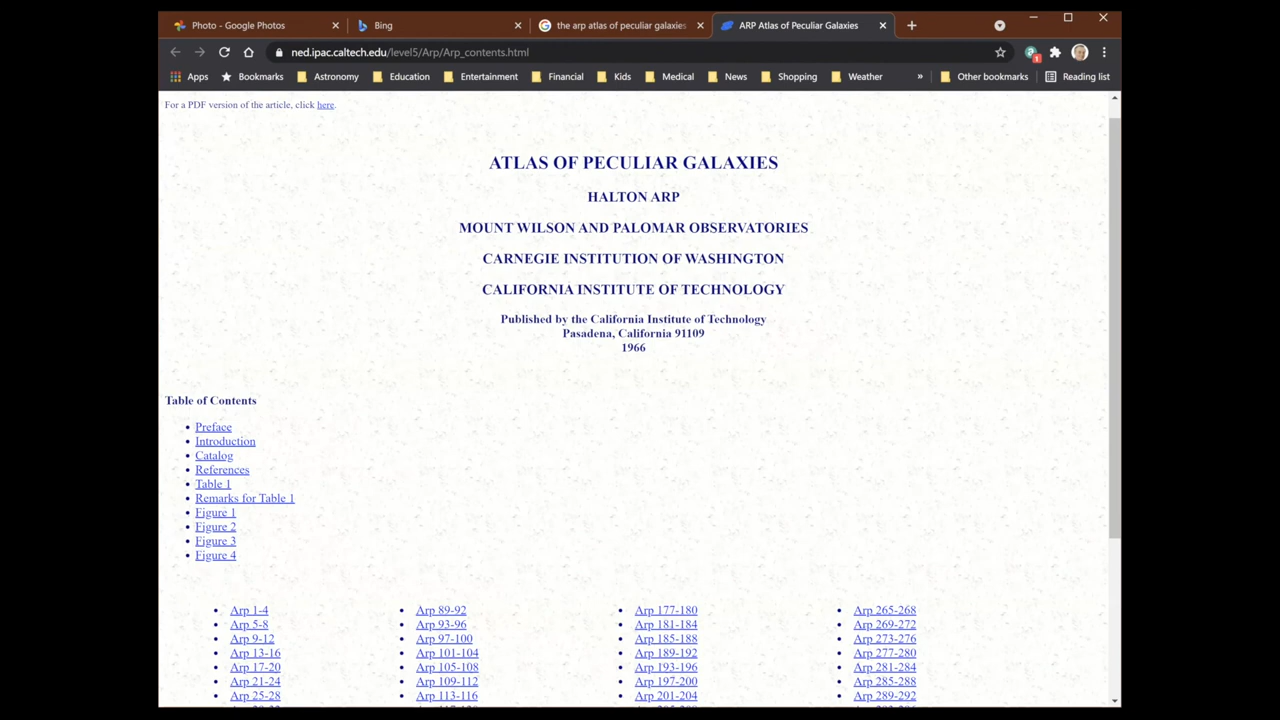 Photo - Google Photos
Bing
the arp atlas of peculiar galaxies
ARP Atlas of Peculiar Galaxies
ned.ipac.caltech.edu/level5/Arp/Arp_contents.html
1
Apps
Bookmarks
Astronomy
Education
Entertainment
Financial
Kids
Medical
News
Shopping
Weather
»
Other bookmarks
Reading list
For a PDF version of the article, click here.
ATLAS OF PECULIAR GALAXIES
HALTON ARP
MOUNT WILSON AND PALOMAR OBSERVATORIES
CARNEGIE INSTITUTION OF WASHINGTON
CALIFORNIA INSTITUTE OF TECHNOLOGY
Published by the California Institute of Technology
Pasadena, California 91109
1966
Table of Contents
Preface
Introduction
Catalog
References
Table 1
Remarks for Table 1
Figure 1
Figure 2
Figure 3
Figure 4
Arp 1-4
Arp 5-8
Arp 9-12
Arp 13-16
Arp 17-20
Arp 21-24
Arp 25-28
Arp 89-92
Arp 93-96
Arp 97-100
Arp 101-104
Arp 105-108
Arp 109-112
Arp 113-116
Arp 177-180
Arp 181-184
Arp 185-188
Arp 189-192
Arp 193-196
Arp 197-200
Arp 201-204
Arp 265-268
Arp 269-272
Arp 273-276
Arp 277-280
Arp 281-284
Arp 285-288
Arp 289-292